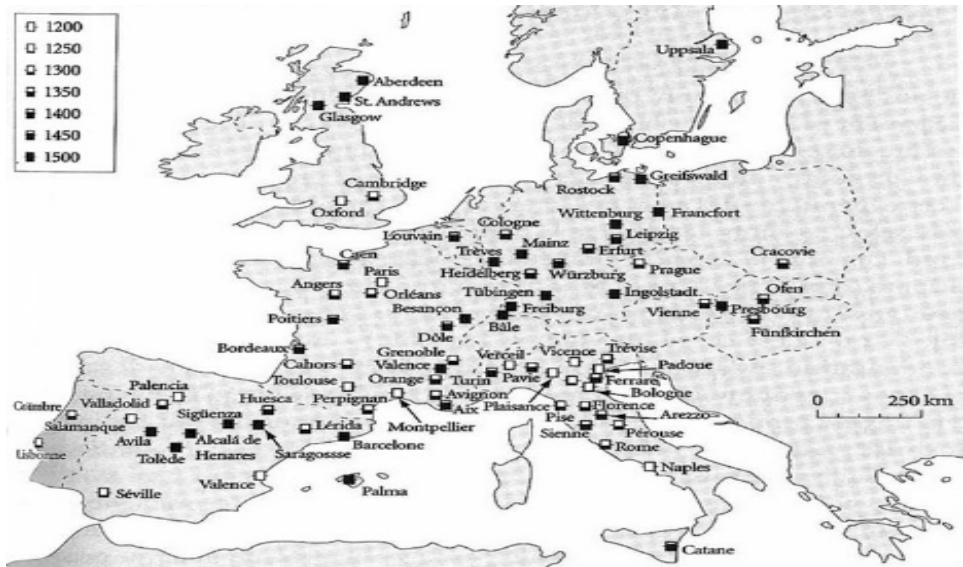 1200
1250
1300
1350
1400
1450
1500
Uppsala
Aberdeen
St. Andrews
Glasgow
Copenhague
Cambridge
Oxford
Rostock
Greifswald
Wittenburg
Francfort
Cologne
Louvain
Leipzig
Mainz
Erfurt
Trèves
Caen
Cracovie
Paris
Heidelberg
Würzburg
Prague
Angers
Orléans
Tübingen
Ingolstadt
Ofen
Besançon
Freiburg
Vienne
Presbourg
Poitiers
Bâle
Dôle
Fünfkirchen
Bordeaux
Grenoble
Verceil
Vicence
Trévise
Cahors
Valence
Padoue
Toulouse
Orange
Turin
Pavie
Ferrare
Palencia
Huesca
Perpignan
Avignon
Bologne
0
250 km
Valladolid
Aix
Plaisance
Florence
Coimbre
Sigüenza
Montpellier
Pise
Arezzo
Salamanque
Lérida
Sienne
Pérouse
Avila
Alcalá de
Henares
Barcelone
Rome
Lisbonne
Tolède
Saragosse
Naples
Valence
Palma
Séville
Catane